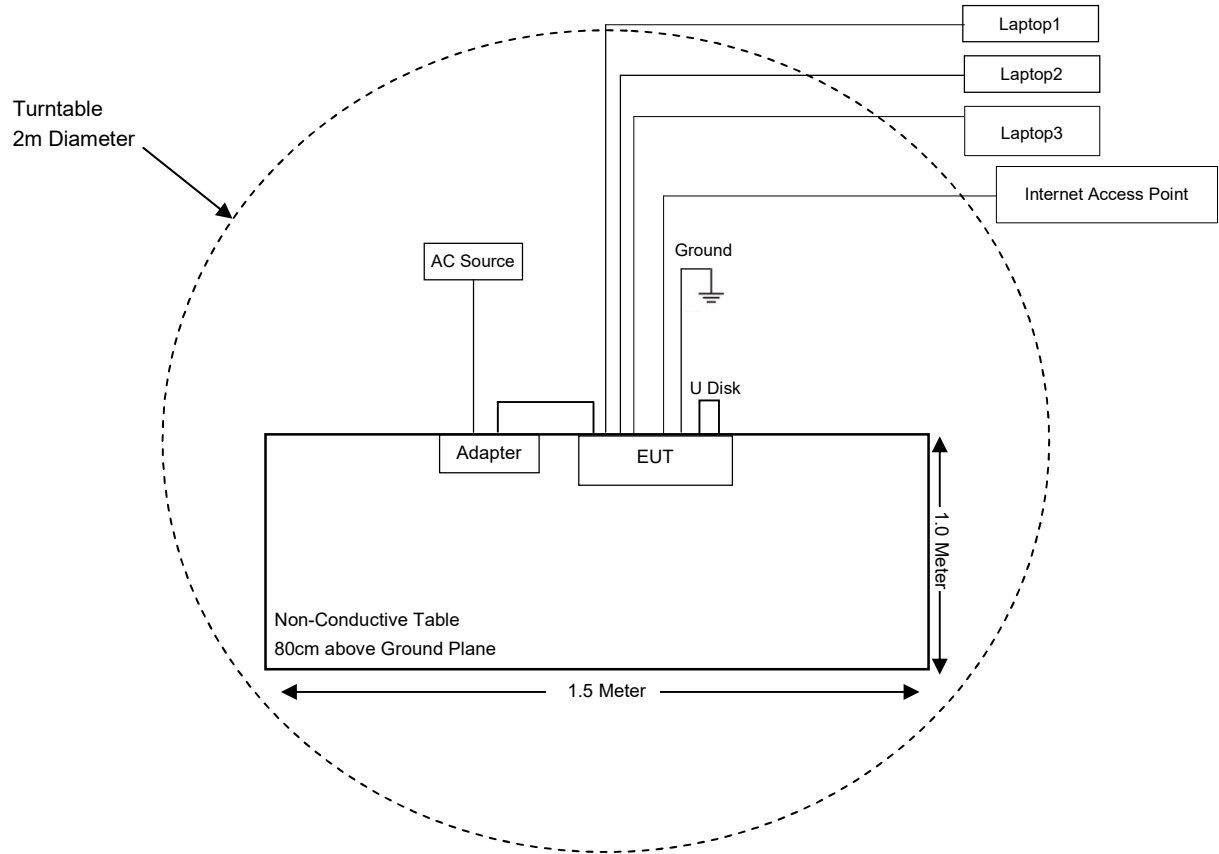 Laptop1
Laptop2
Turntable
2m Diameter
Laptop3
Internet Access Point
Ground
AC Source
U Disk
Adapter
EUT
1.0 Meter
Non-Conductive Table
80cm above Ground Plane
1.5 Meter